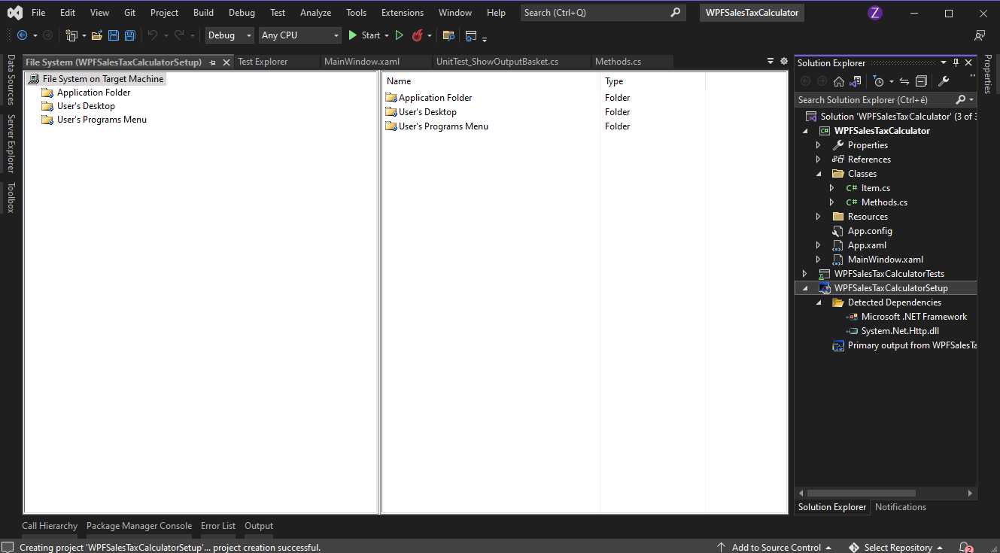 File Edit View Git Project Build Debug Test Analyze Tools Extensions Window Help Search (Ctrl+Q) WPFSalesTaxCalculator Z
Debug Any CPU Start
Data Sources
Server Explorer
Toolbox
File System (WPFSalesTaxCalculatorSetup) Test Explorer MainWindow.xaml UnitTest_ShowOutputBasket.cs Methods.cs
File System on Target Machine
Application Folder
User's Desktop
User's Programs Menu
Name Type
Application Folder Folder
User's Desktop Folder
User's Programs Menu Folder
Solution Explorer
Search Solution Explorer (Ctrl+é)
Solution 'WPFSalesTaxCalculator' (3 of 3
C# WPFSalesTaxCalculator
Properties
References
Classes
C# Item.cs
C# Methods.cs
Resources
App.config
App.xaml
MainWindow.xaml
WPFSalesTaxCalculatorTests
WPFSalesTaxCalculatorSetup
Detected Dependencies
Microsoft .NET Framework
System.Net.Http.dll
Primary output from WPFSalesTa
Solution Explorer Notifications
Properties
Call Hierarchy Package Manager Console Error List Output
Creating project 'WPFSalesTaxCalculatorSetup'... project creation successful. Add to Source Control Select Repository 2